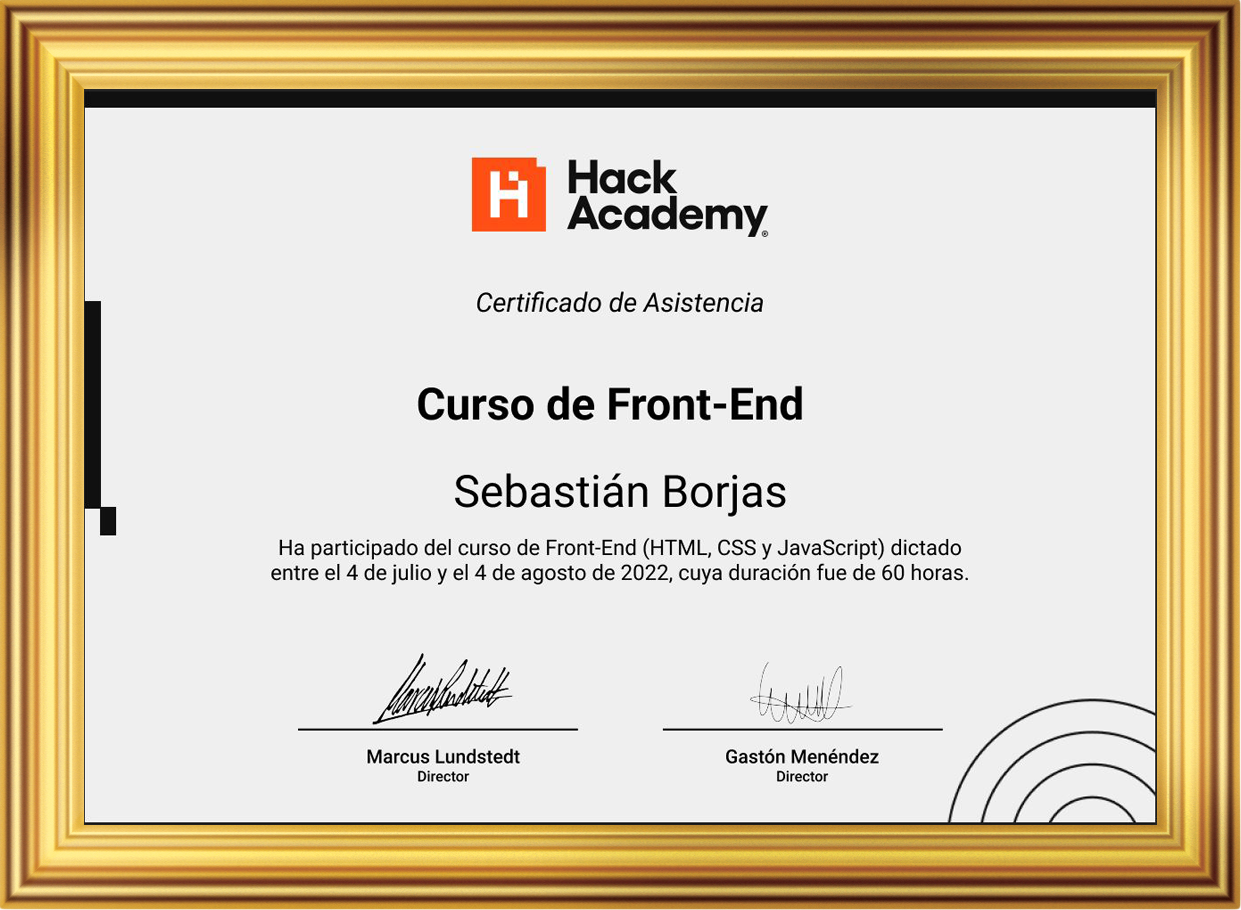 Hack
Academy®
Certificado de Asistencia
Curso de Front-End
Sebastián Borjas
Ha participado del curso de Front-End (HTML, CSS y JavaScript) dictado
entre el 4 de julio y el 4 de agosto de 2022, cuya duración fue de 60 horas.
Marcus Lundstedt
Gastón Menéndez
Director
Director